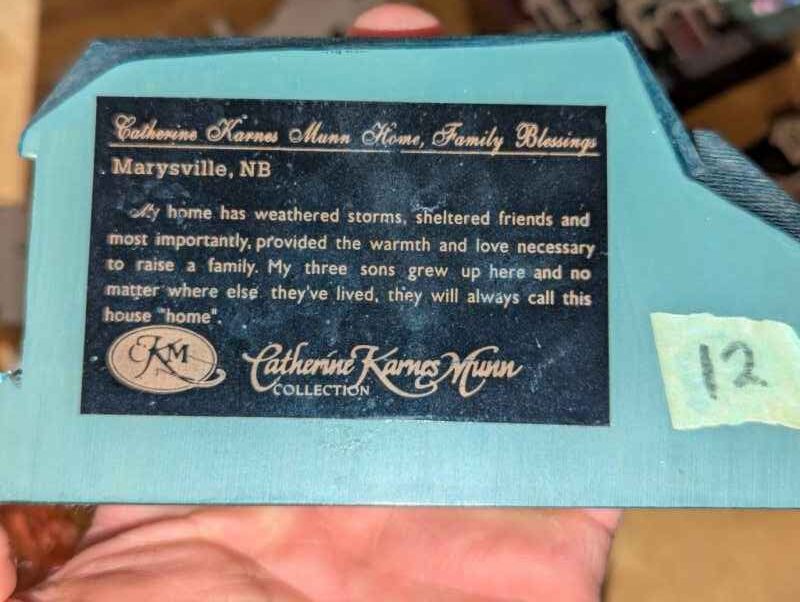 Catherine Karnes Munn Home, Family Blessings
Marysville, NB
My home has weathered storms, sheltered friends and
most importantly, provided the warmth and love necessary
to raise a family. My three sons grew up here and no
matter where else they've lived, they will always call this
house "home".
KM
Catherine Karnes Munn
COLLECTION
12